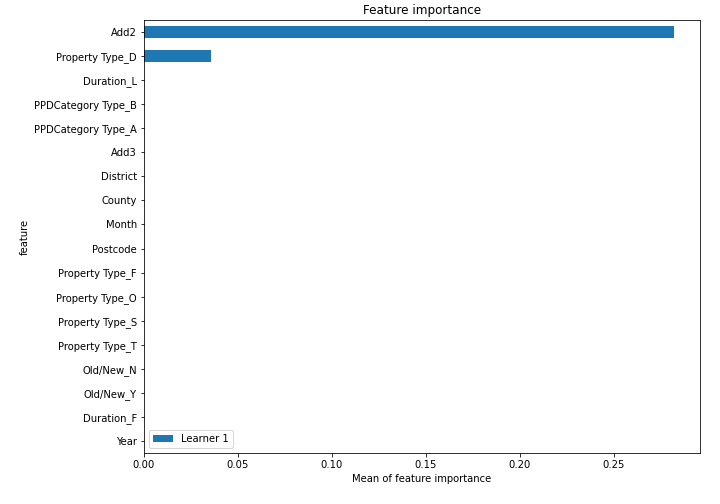 Feature importance
Add2
Property Type_D
Duration_L
PPDCategory Type_B
PPDCategory Type_A
Add3
District
County
Month
Postcode
Property Type_F
Property Type_O
Property Type_S
Property Type_T
Old/New_N
Old/New_Y
Duration_F
Year
feature
Learner 1
0.00 0.05 0.10 0.15 0.20 0.25
Mean of feature importance